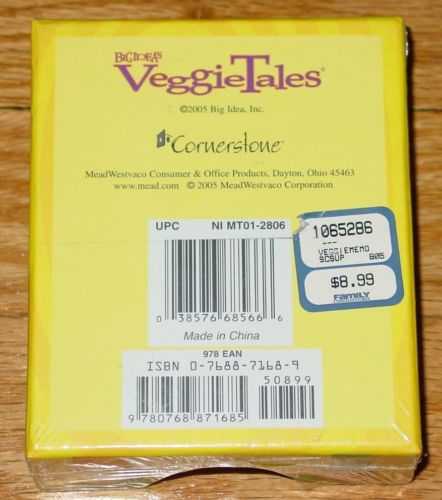 BIG IDEA'S
VeggieTales®
©2005 Big Idea, Inc.
Cornerstone™
MeadWestvaco Consumer & Office Products, Dayton, Ohio 45463
www.mead.com © 2005 MeadWestvaco Corporation
UPC NI MT01-2806
0 38576 68566 6
Made in China
1065286
---
VEGGIEMEMO
SCSUP 805
$8.99
FAMILY
978 EAN
ISBN 0-7688-7168-9
50899
9 780768 871685